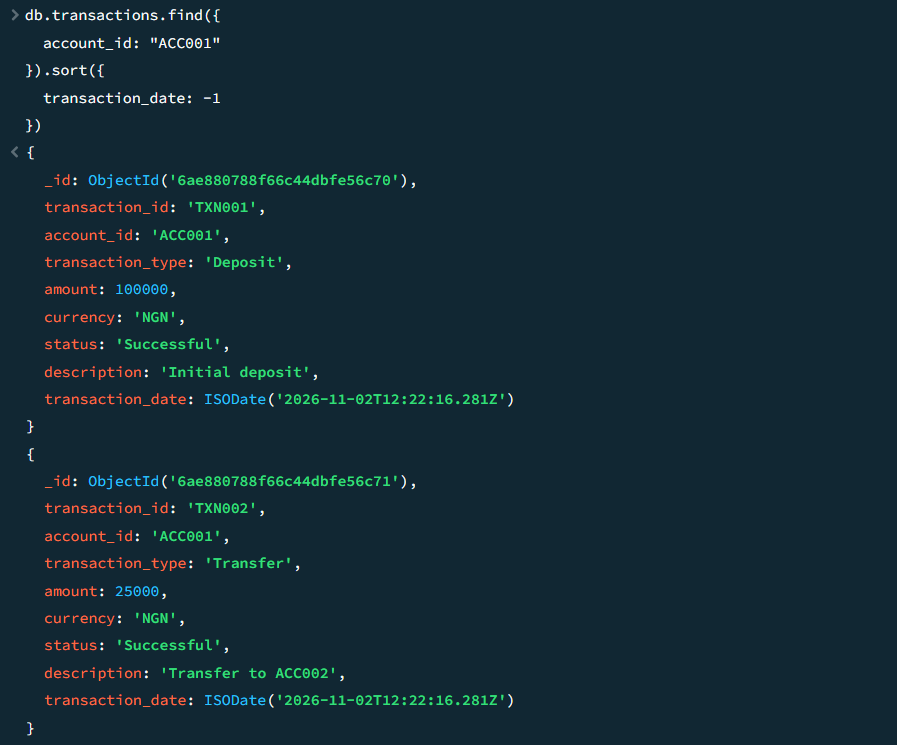 db.transactions.find({
account_id: "ACC001"
}).sort({
transaction_date: -1
})
{
_id: ObjectId('6ae880788f66c44dbfe56c70'),
transaction_id: 'TXN001',
account_id: 'ACC001',
transaction_type: 'Deposit',
amount: 100000,
currency: 'NGN',
status: 'Successful',
description: 'Initial deposit',
transaction_date: ISODate('2026-11-02T12:22:16.281Z')
}
{
_id: ObjectId('6ae880788f66c44dbfe56c71'),
transaction_id: 'TXN002',
account_id: 'ACC001',
transaction_type: 'Transfer',
amount: 25000,
currency: 'NGN',
status: 'Successful',
description: 'Transfer to ACC002',
transaction_date: ISODate('2026-11-02T12:22:16.281Z')
}